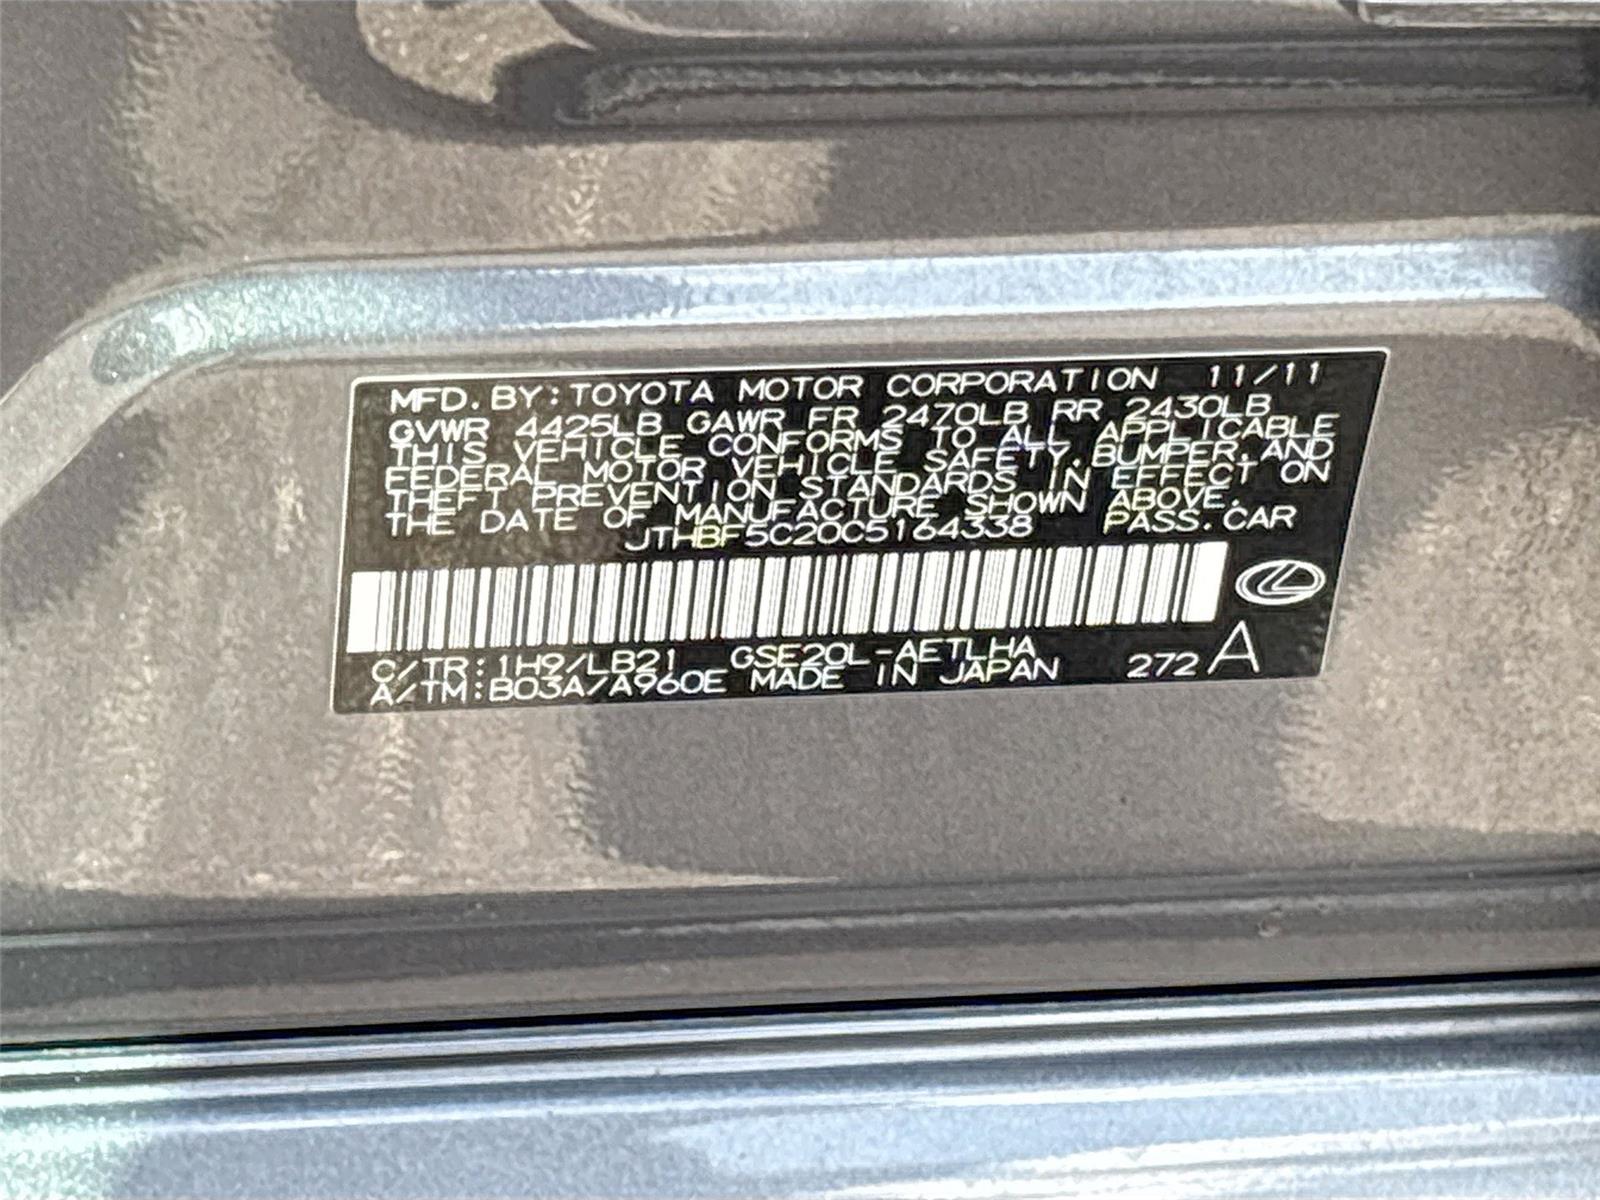 MFD. BY: TOYOTA MOTOR CORPORATION 11/11
GVWR 4425LB GAWR FR 2470LB RR 2430LB
THIS VEHICLE CONFORMS TO ALL APPLICABLE
FEDERAL MOTOR VEHICLE SAFETY, BUMPER, AND
THEFT PREVENTION STANDARDS IN EFFECT ON
THE DATE OF MANUFACTURE SHOWN ABOVE.
JTHBF5C20C5164338 PASS. CAR
C/TR: 1H9/LB21 GSE20L-AETLHA
A/TM: B03A/A960E MADE IN JAPAN 272 A